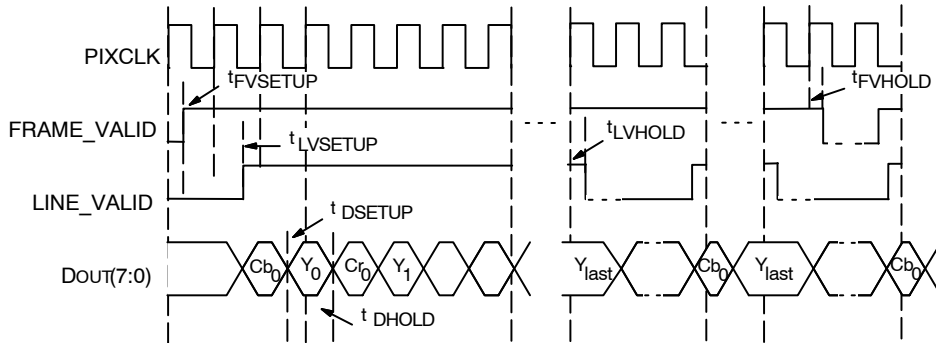 PIXCLK
tFVSETUP
tFVHOLD
FRAME_VALID
tLVSETUP
tLVHOLD
LINE_VALID
t DSETUP
DOUT(7:0)
Cb0 Y0 Cr0 Y1 Ylast Cb0 Ylast Cb0
t DHOLD